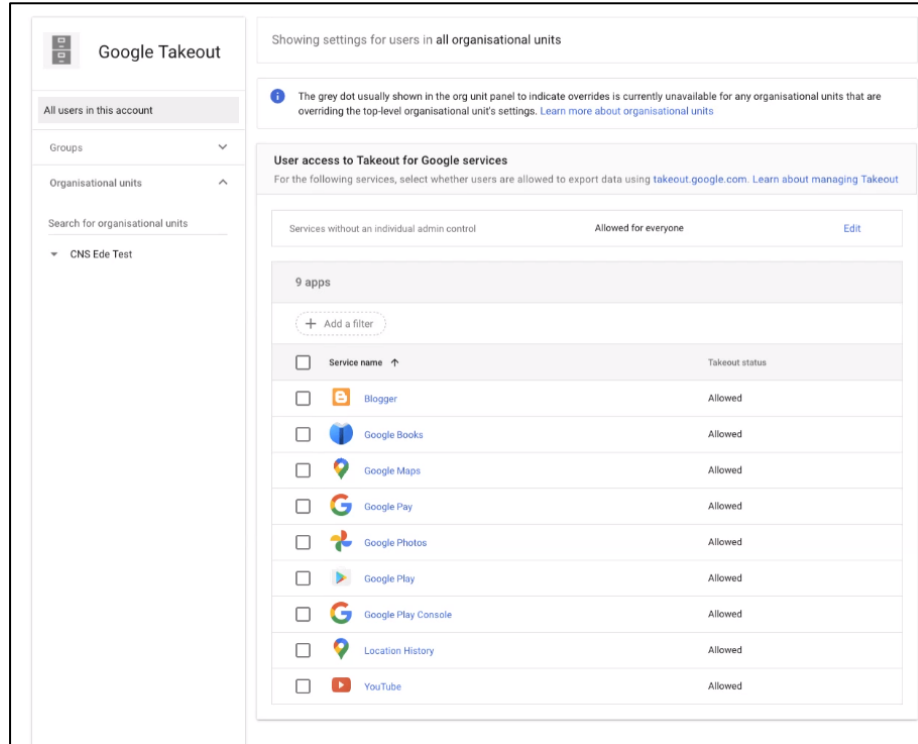 Google Takeout
All users in this account
Groups
Organisational units
Search for organisational units
CNS Ede Test
Showing settings for users in all organisational units
The grey dot usually shown in the org unit panel to indicate overrides is currently unavailable for any organisational units that are
overriding the top-level organisational unit's settings. Learn more about organisational units
User access to Takeout for Google services
For the following services, select whether users are allowed to export data using takeout.google.com. Learn about managing Takeout
Services without an individual admin control Allowed for everyone Edit
9 apps
Add a filter
Service name Takeout status
Blogger Allowed
Google Books Allowed
Google Maps Allowed
Google Pay Allowed
Google Photos Allowed
Google Play Allowed
Google Play Console Allowed
Location History Allowed
YouTube Allowed